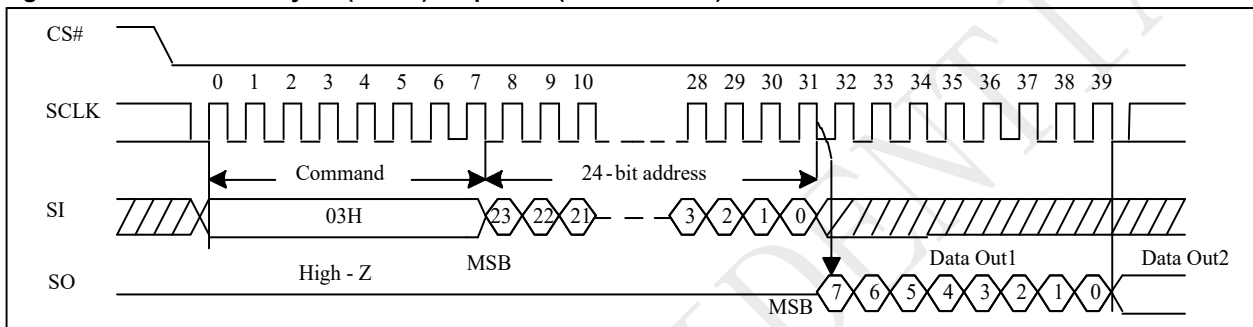 CS#
0 1 2 3 4 5 6 7 8 9 10 28 29 30 31 32 33 34 35 36 37 38 39
SCLK
Command 24-bit address
SI 03H 23 22 21 3 2 1 0
MSB Data Out1 Data Out2
SO High - Z 7 6 5 4 3 2 1 0
MSB